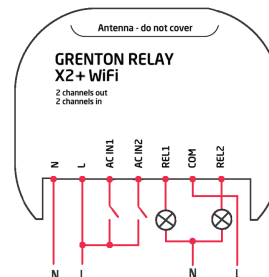 Antenna - do not cover
GRENTON RELAY
X2+ WiFi
2 channels out
2 channels in
N L AC IN1 AC IN2 REL1 COM REL2
N L N L